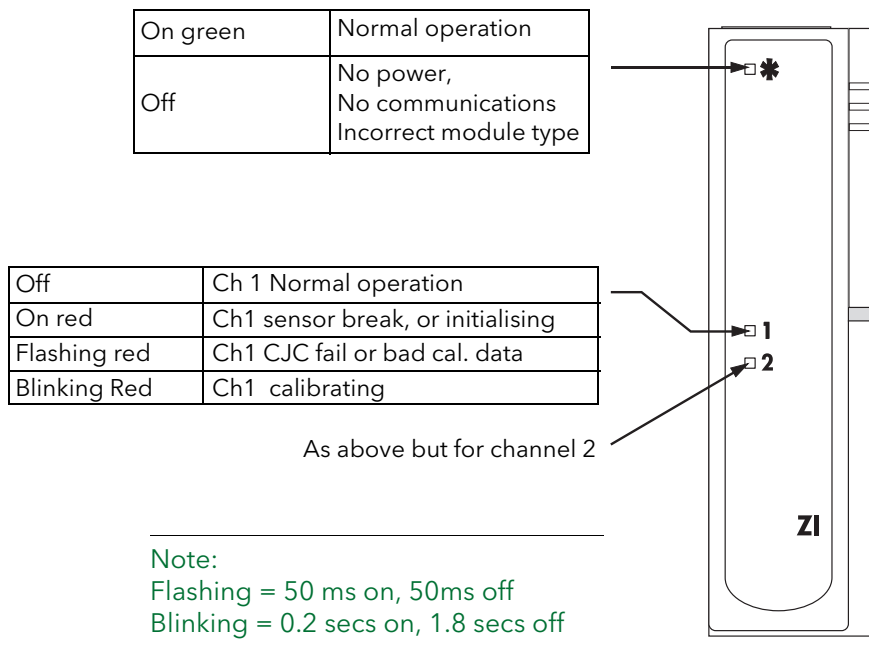 On green Normal operation
Off No power,
No communications
Incorrect module type
✱
Off Ch 1 Normal operation
On red Ch1 sensor break, or initialising
Flashing red Ch1 CJC fail or bad cal. data
Blinking Red Ch1 calibrating
1
2
As above but for channel 2
ZI
Note:
Flashing = 50 ms on, 50ms off
Blinking = 0.2 secs on, 1.8 secs off